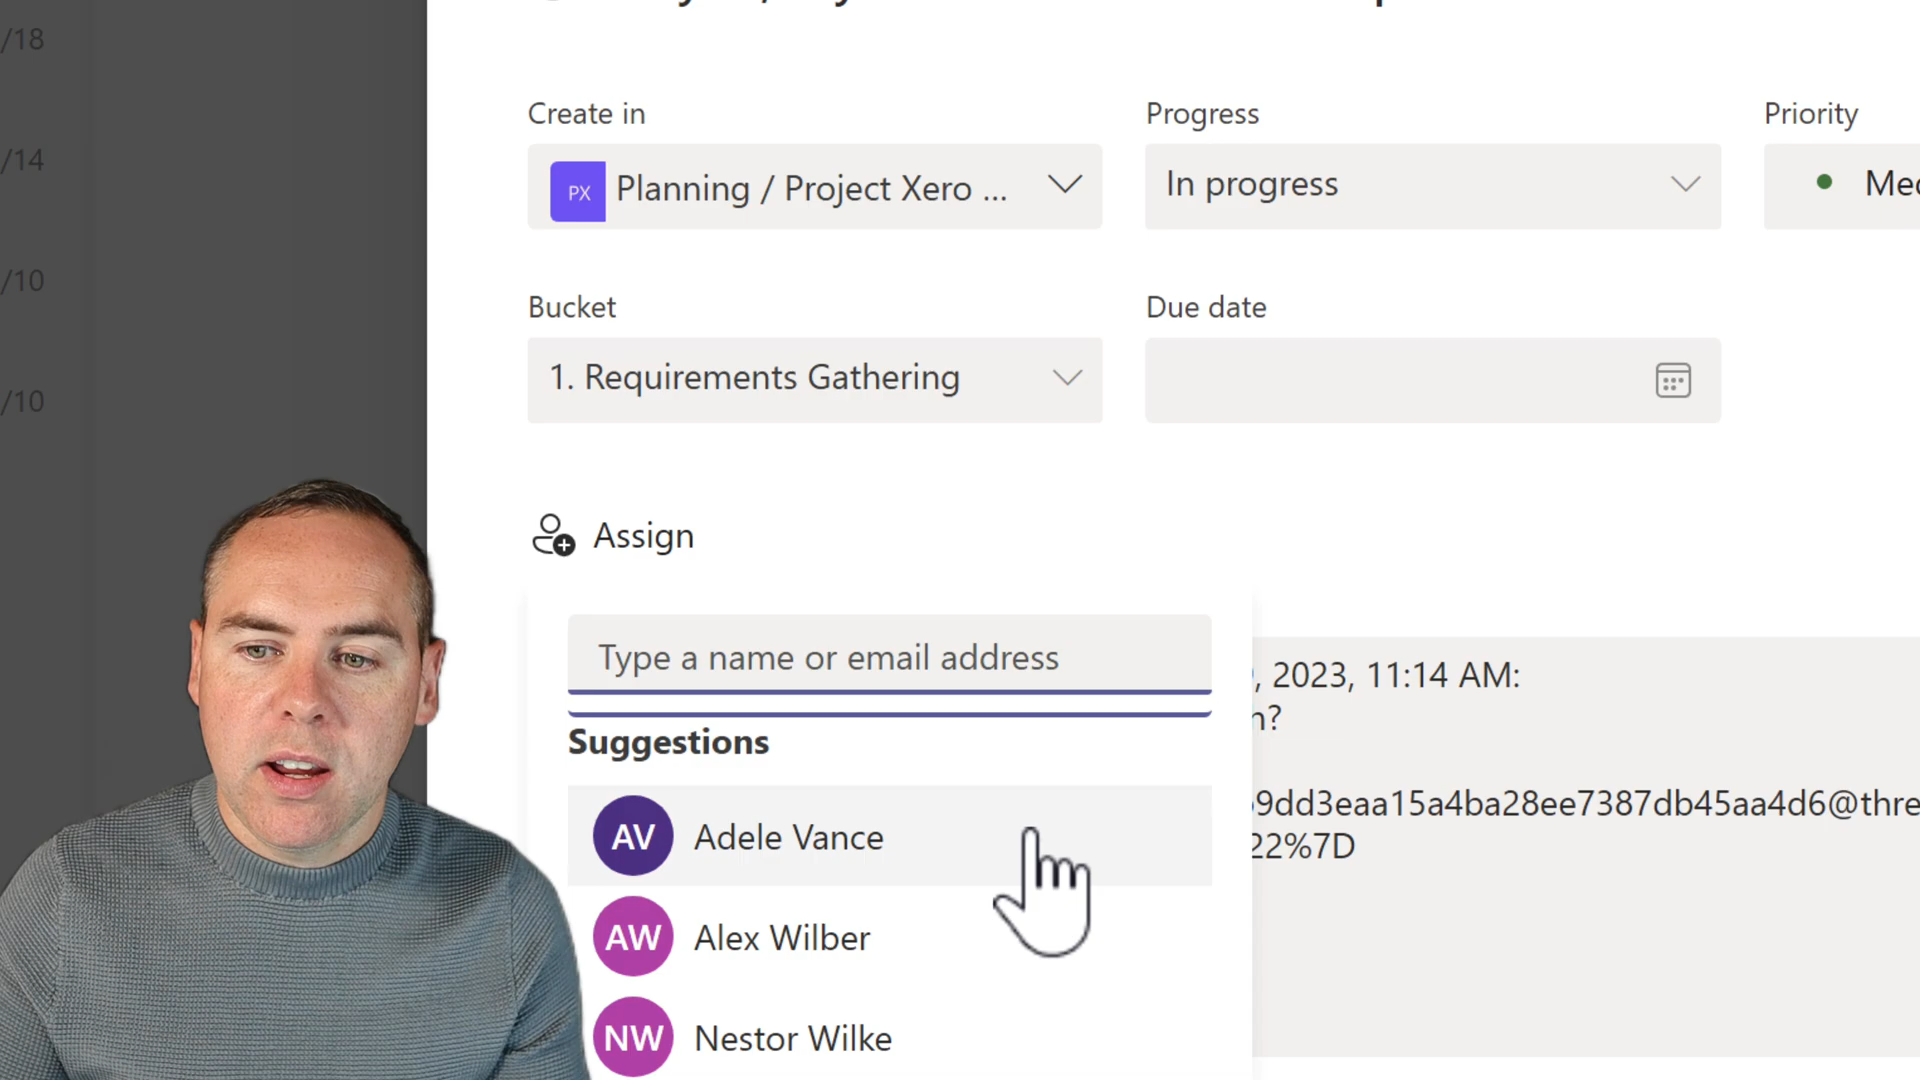 /18
/14
/10
/10
Create in
PX Planning / Project Xero ...
Progress
In progress
Priority
Bucket
1. Requirements Gathering
Due date
Assign
Type a name or email address
Suggestions
AV Adele Vance
AW Alex Wilber
NW Nestor Wilke
, 2023, 11:14 AM:
?
9dd3eaa15a4ba28ee7387db45aa4d6@thre
22%7D